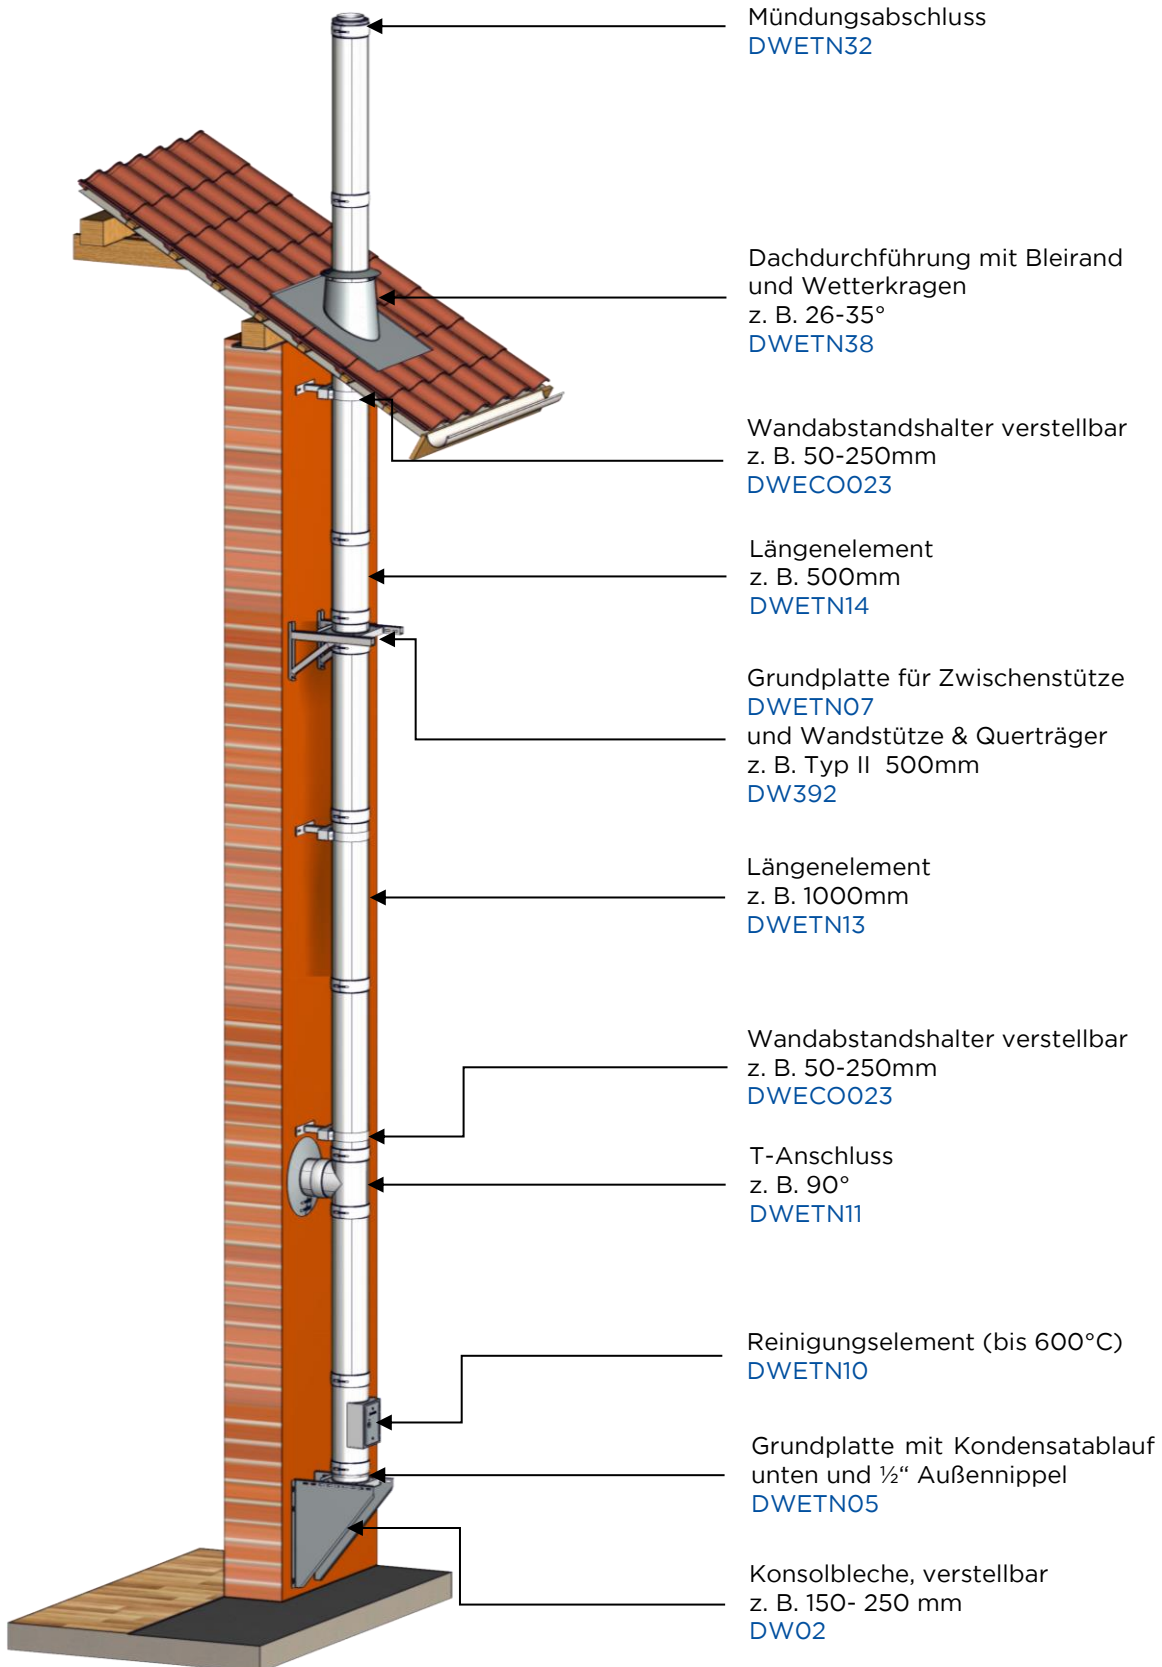 Mündungsabschluss
DWETN32
Dachdurchführung mit Bleirand
und Wetterkragen
z. B. 26-35°
DWETN38
Wandabstandshalter verstellbar
z. B. 50-250mm
DWECO023
Längenelement
z. B. 500mm
DWETN14
Grundplatte für Zwischenstütze
DWETN07
und Wandstütze & Querträger
z. B. Typ II 500mm
DW392
Längenelement
z. B. 1000mm
DWETN13
Wandabstandshalter verstellbar
z. B. 50-250mm
DWECO023
T-Anschluss
z. B. 90°
DWETN11
Reinigungselement (bis 600°C)
DWETN10
Grundplatte mit Kondensatablauf
unten und ½“ Außennippel
DWETN05
Konsolbleche, verstellbar
z. B. 150- 250 mm
DW02